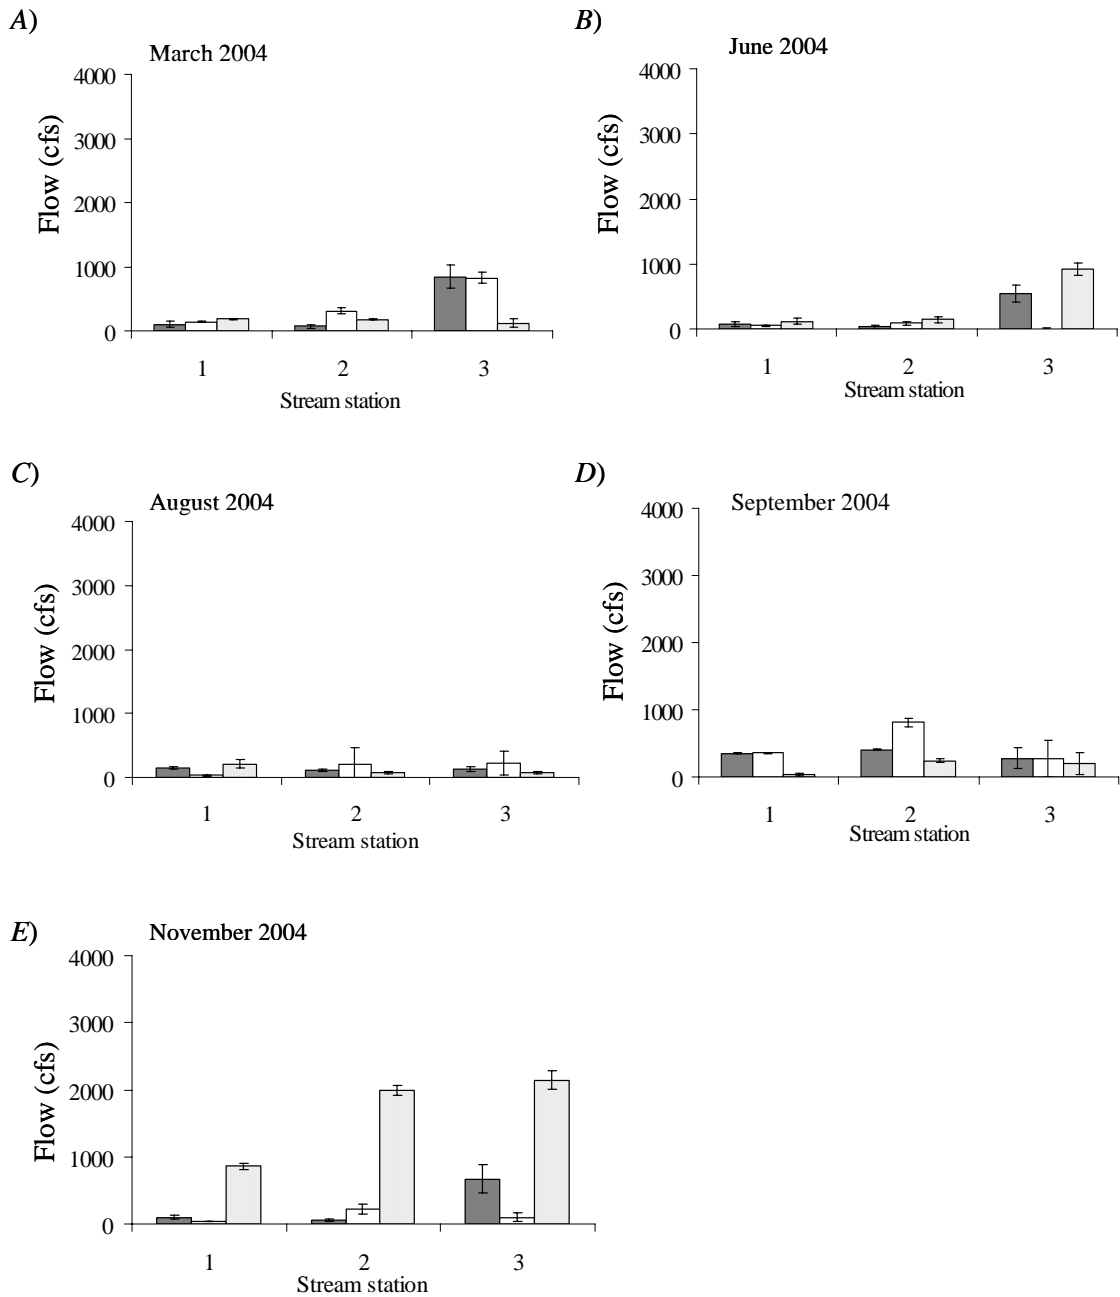 A)
March 2004
4000
3000
2000
1000
0
Flow (cfs)
1 2 3
Stream station
B)
June 2004
4000
3000
2000
1000
0
Flow (cfs)
1 2 3
Stream station
C)
August 2004
4000
3000
2000
1000
0
Flow (cfs)
1 2 3
Stream station
D)
September 2004
4000
3000
2000
1000
0
Flow (cfs)
1 2 3
Stream station
E)
November 2004
4000
3000
2000
1000
0
Flow (cfs)
1 2 3
Stream station